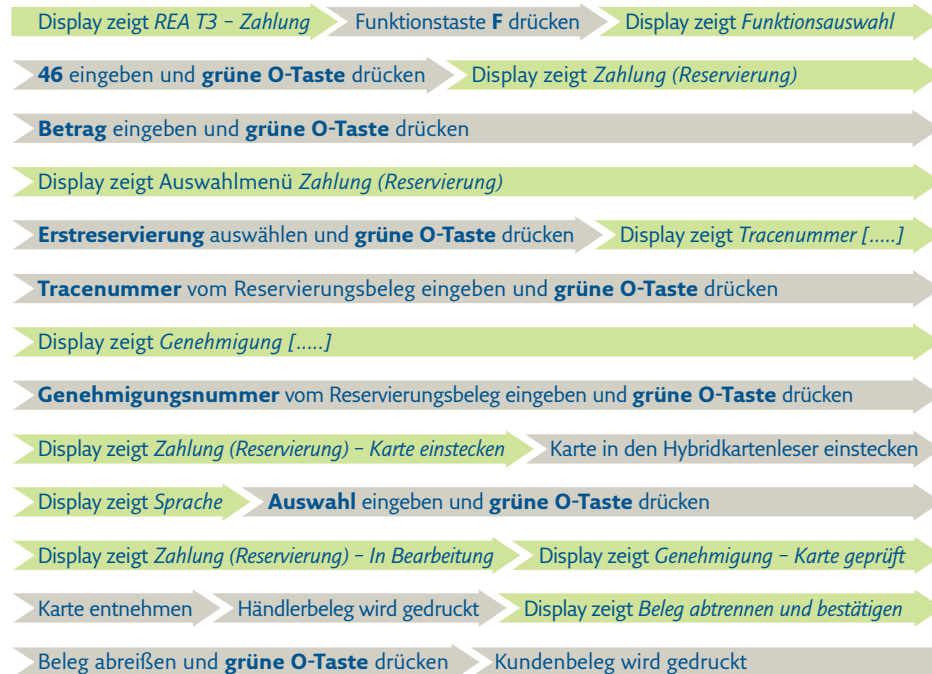 Display zeigt REA T3 – Zahlung Funktionstaste F drücken Display zeigt Funktionsauswahl
46 eingeben und grüne O-Taste drücken Display zeigt Zahlung (Reservierung)
Betrag eingeben und grüne O-Taste drücken
Display zeigt Auswahlmenü Zahlung (Reservierung)
Erstreservierung auswählen und grüne O-Taste drücken Display zeigt Tracenummer [.....]
Tracenummer vom Reservierungsbeleg eingeben und grüne O-Taste drücken
Display zeigt Genehmigung [.....]
Genehmigungsnummer vom Reservierungsbeleg eingeben und grüne O-Taste drücken
Display zeigt Zahlung (Reservierung) – Karte einstecken Karte in den Hybridkartenleser einstecken
Display zeigt Sprache Auswahl eingeben und grüne O-Taste drücken
Display zeigt Zahlung (Reservierung) – In Bearbeitung Display zeigt Genehmigung – Karte geprüft
Karte entnehmen Händlerbeleg wird gedruckt Display zeigt Beleg abtrennen und bestätigen
Beleg abreißen und grüne O-Taste drücken Kundenbeleg wird gedruckt